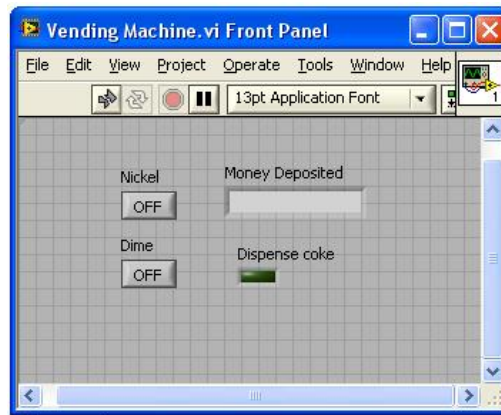 Vending Machine.vi Front Panel
File Edit View Project Operate Tools Window Help
13pt Application Font
1
Nickel
OFF
Money Deposited
Dime
OFF
Dispense coke